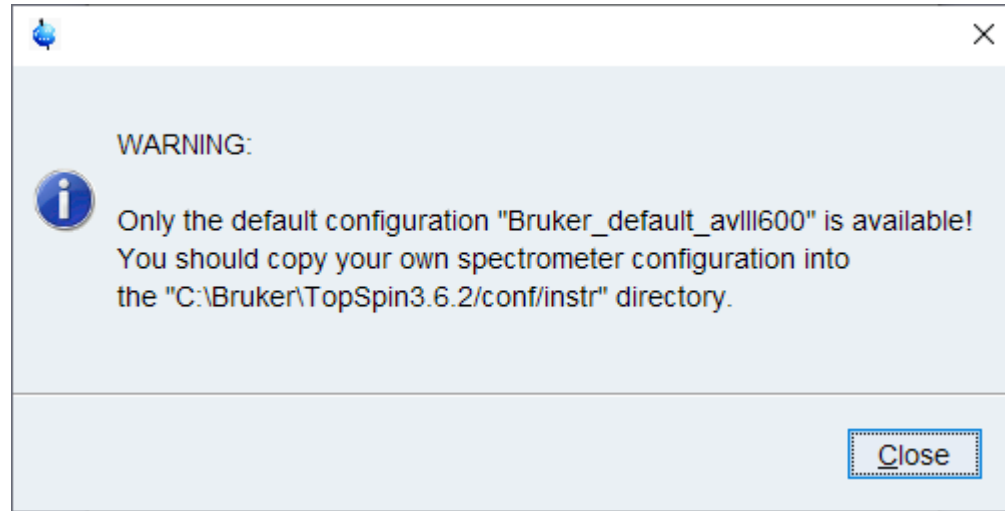 WARNING:
Only the default configuration "Bruker_default_avIII600" is available!
You should copy your own spectrometer configuration into
the "C:\Bruker\TopSpin3.6.2/conf/instr" directory.
Close